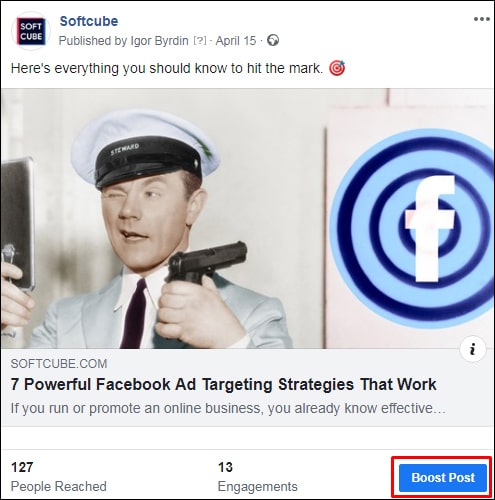 SOFT
CUBE
Softcube
Published by Igor Byrdin [?] · April 15 ·
Here's everything you should know to hit the mark. 🎯
STEWARD
f
i
SOFTCUBE.COM
7 Powerful Facebook Ad Targeting Strategies That Work
If you run or promote an online business, you already know effective…
127
People Reached
13
Engagements
Boost Post